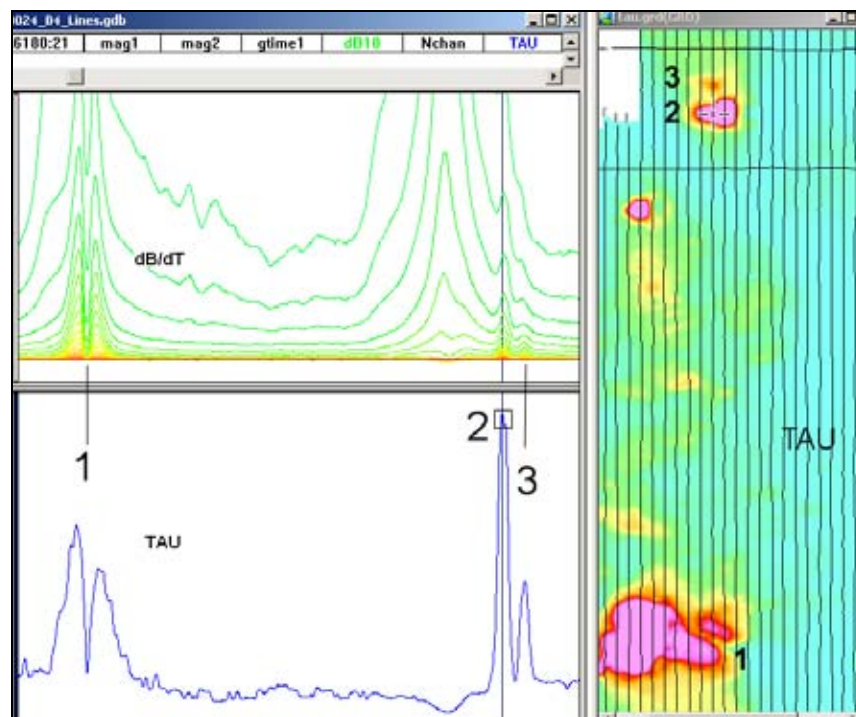 0024_D4_Lines.gdb
6180:21 mag1 mag2 gtime1 dB10 Nchan TAU
dB/dT
1
2
3
TAU
tau.grd(GRD)
3
2
TAU
1